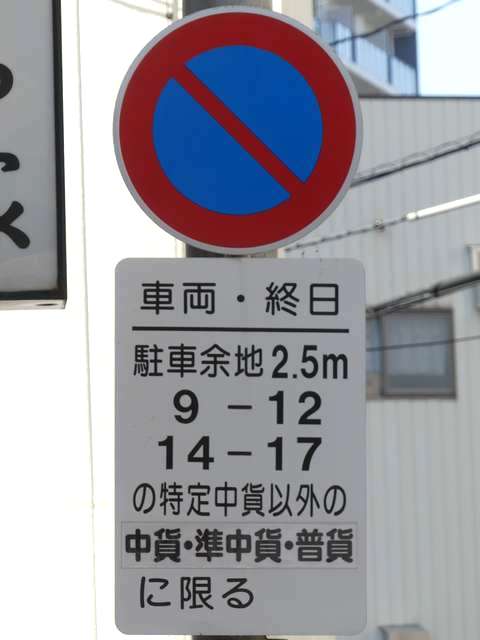 車両・終日
駐車余地2.5m
9－12
14－17
の特定中貨以外の
中貨・準中貨・普貨
に限る